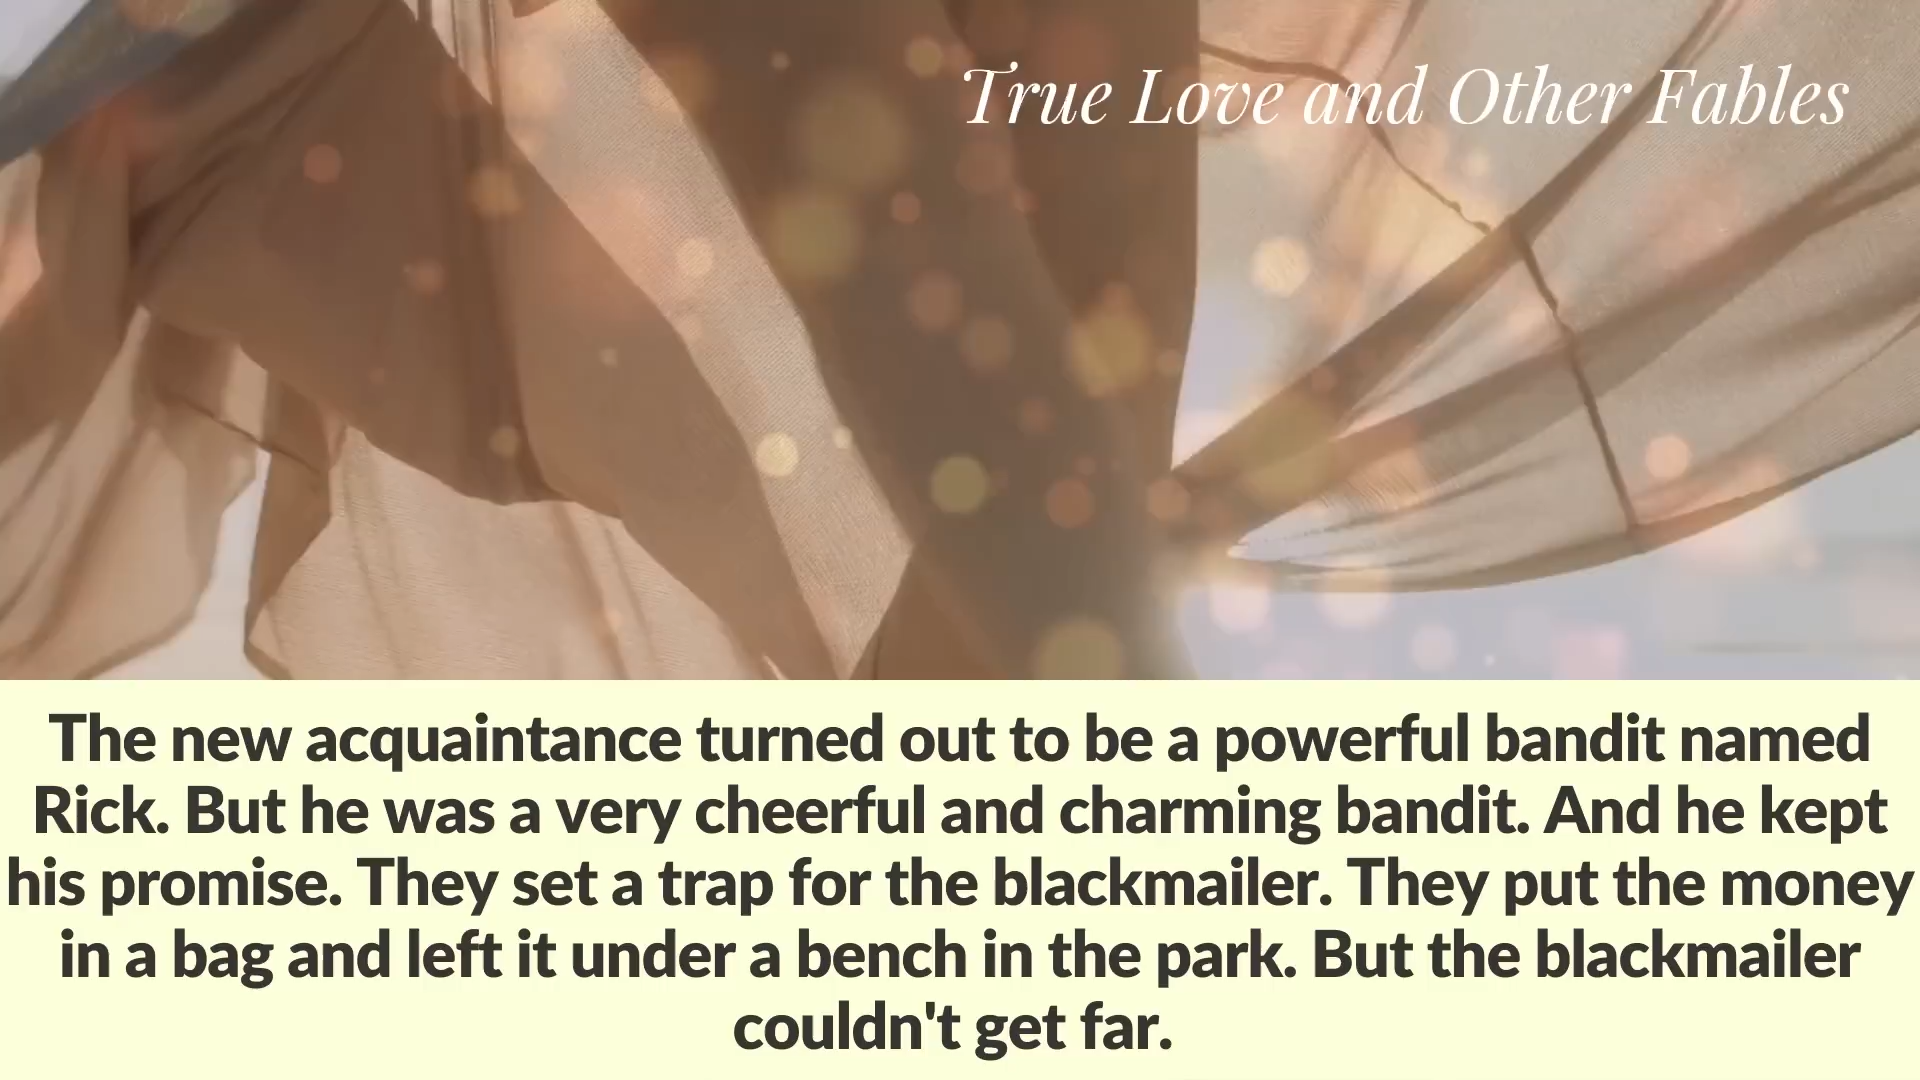 True Love and Other Fables
The new acquaintance turned out to be a powerful bandit named
Rick. But he was a very cheerful and charming bandit. And he kept
his promise. They set a trap for the blackmailer. They put the money
in a bag and left it under a bench in the park. But the blackmailer
couldn't get far.